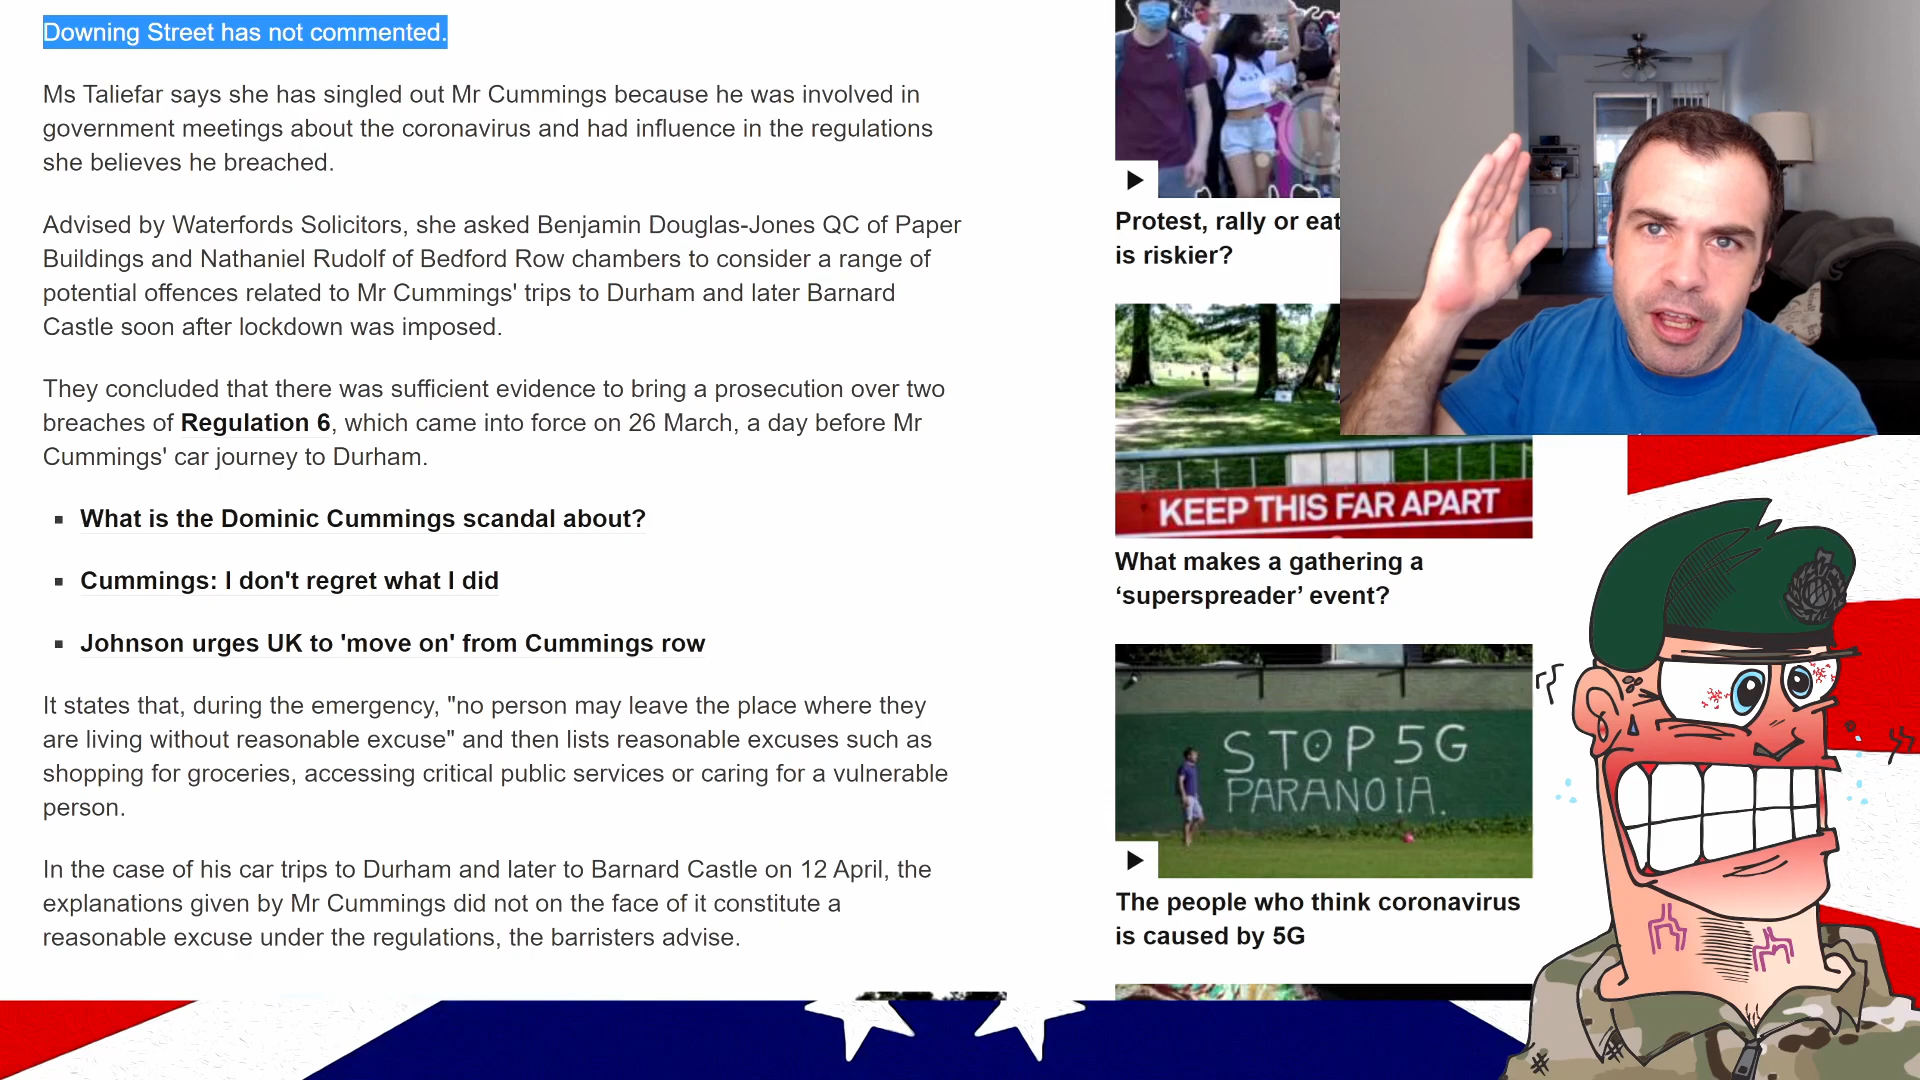 Downing Street has not commented.
Ms Taliefar says she has singled out Mr Cummings because he was involved in
government meetings about the coronavirus and had influence in the regulations
she believes he breached.
Advised by Waterfords Solicitors, she asked Benjamin Douglas-Jones QC of Paper
Buildings and Nathaniel Rudolf of Bedford Row chambers to consider a range of
potential offences related to Mr Cummings' trips to Durham and later Barnard
Castle soon after lockdown was imposed.
They concluded that there was sufficient evidence to bring a prosecution over two
breaches of Regulation 6, which came into force on 26 March, a day before Mr
Cummings' car journey to Durham.
What is the Dominic Cummings scandal about?
Cummings: I don't regret what I did
Johnson urges UK to 'move on' from Cummings row
It states that, during the emergency, "no person may leave the place where they
are living without reasonable excuse" and then lists reasonable excuses such as
shopping for groceries, accessing critical public services or caring for a vulnerable
person.
In the case of his car trips to Durham and later to Barnard Castle on 12 April, the
explanations given by Mr Cummings did not on the face of it constitute a
reasonable excuse under the regulations, the barristers advise.
Protest, rally or eat
is riskier?
KEEP THIS FAR APART
What makes a gathering a
‘superspreader’ event?
STOP 5G
PARANOIA.
The people who think coronavirus
is caused by 5G